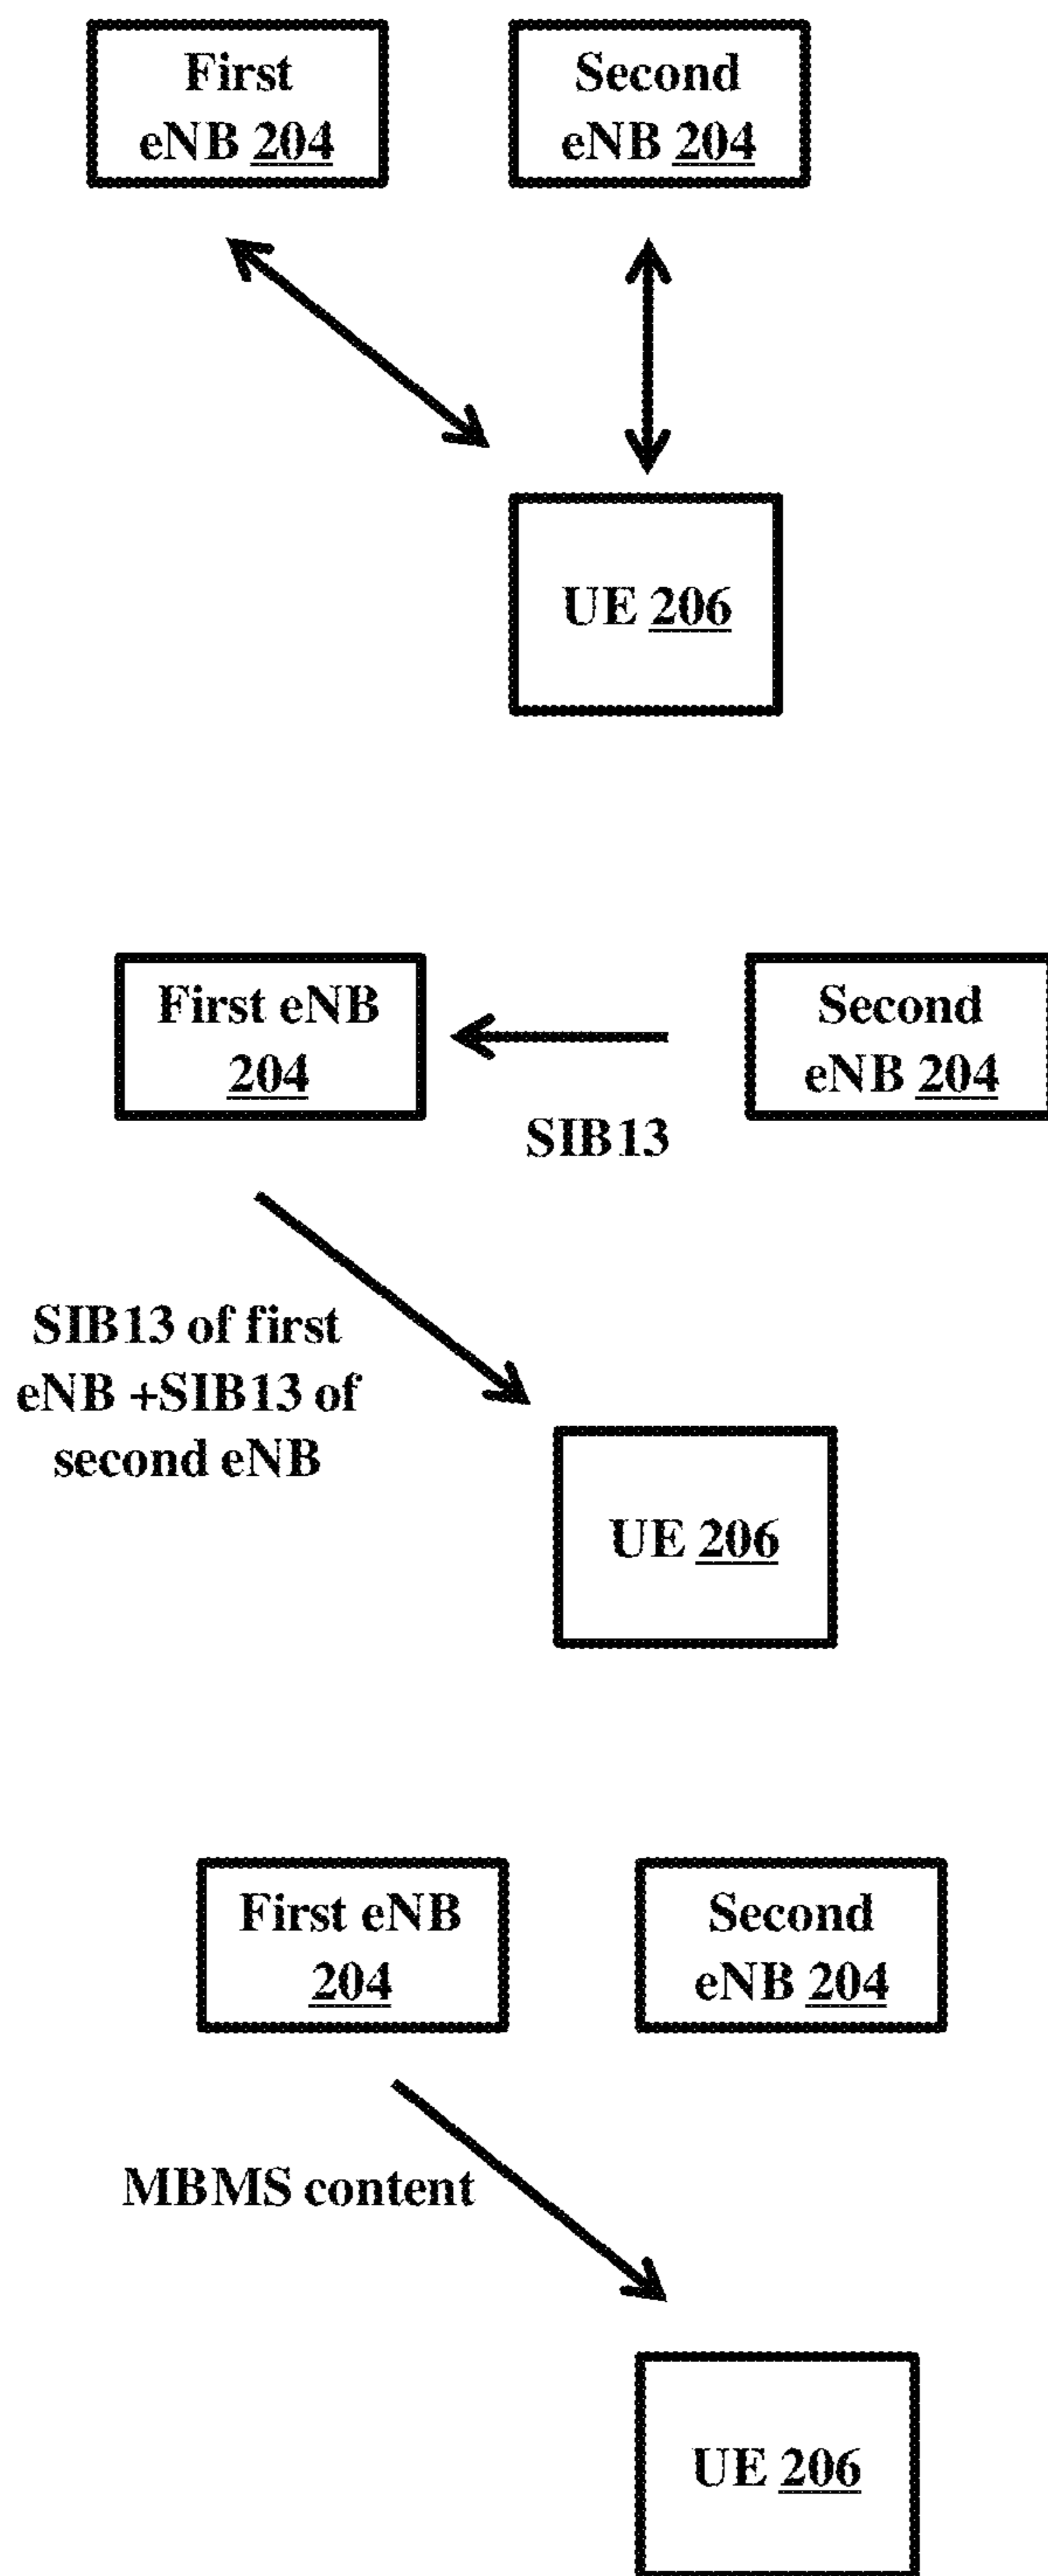 First
eNB 204
Second
eNB 204
UE 206
First eNB
204
Second
eNB 204
SIB13
SIB13 of first
eNB +SIB13 of
second eNB
UE 206
First eNB
204
Second
eNB 204
MBMS content
UE 206